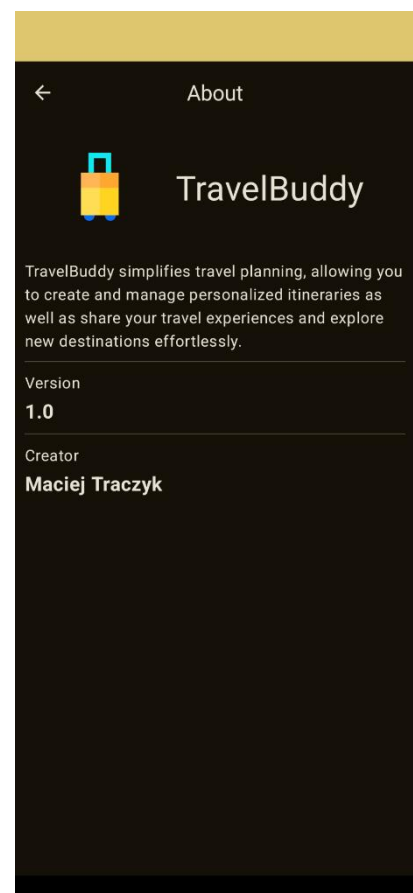 About
TravelBuddy
TravelBuddy simplifies travel planning, allowing you
to create and manage personalized itineraries as
well as share your travel experiences and explore
new destinations effortlessly.
Version
1.0
Creator
Maciej Traczyk